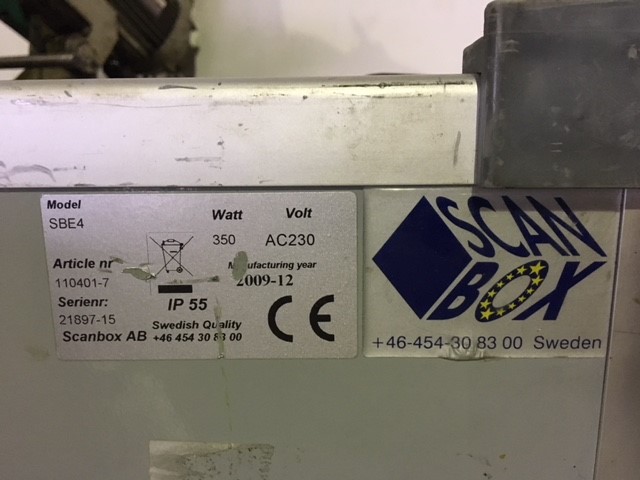 Model
SBE4
Watt
350
Volt
AC230
Article nr
110401-7
Manufacturing year
2009-12
Serienr:
21897-15
IP 55
CE
Swedish Quality
Scanbox AB +46 454 30 83 00
SCAN
BOX
+46-454-30 83 00 Sweden